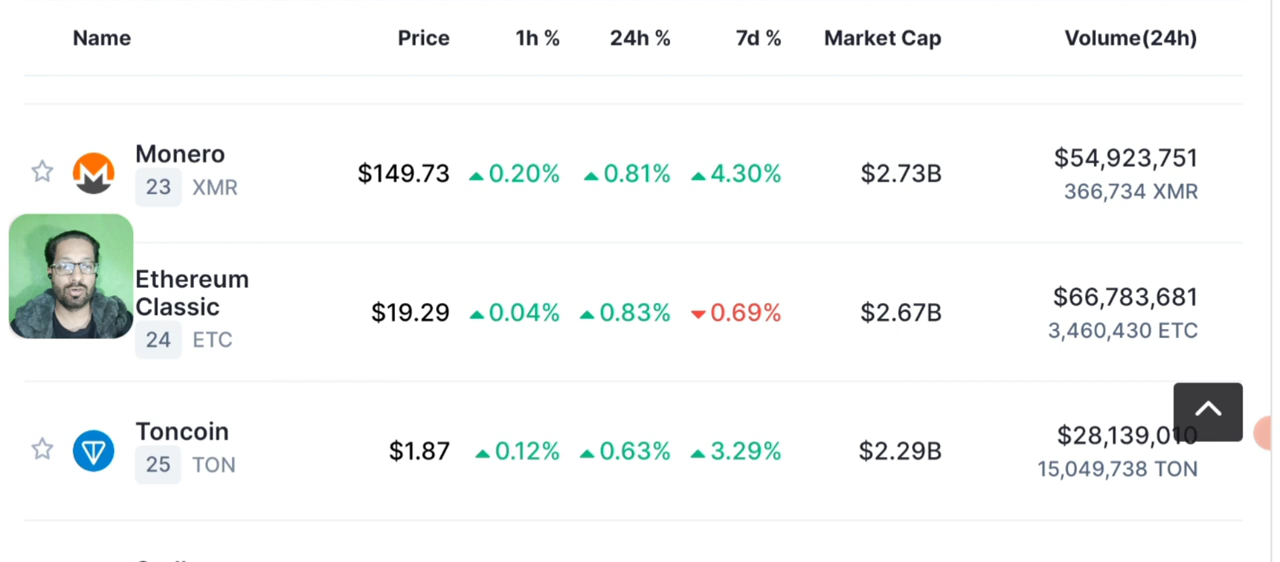 Name Price 1h % 24h % 7d % Market Cap Volume(24h)
Monero
23 XMR
$149.73 0.20% 0.81% 4.30% $2.73B $54,923,751
366,734 XMR
Ethereum
Classic
24 ETC
$19.29 0.04% 0.83% 0.69% $2.67B $66,783,681
3,460,430 ETC
Toncoin
25 TON
$1.87 0.12% 0.63% 3.29% $2.29B $28,139,010
15,049,738 TON